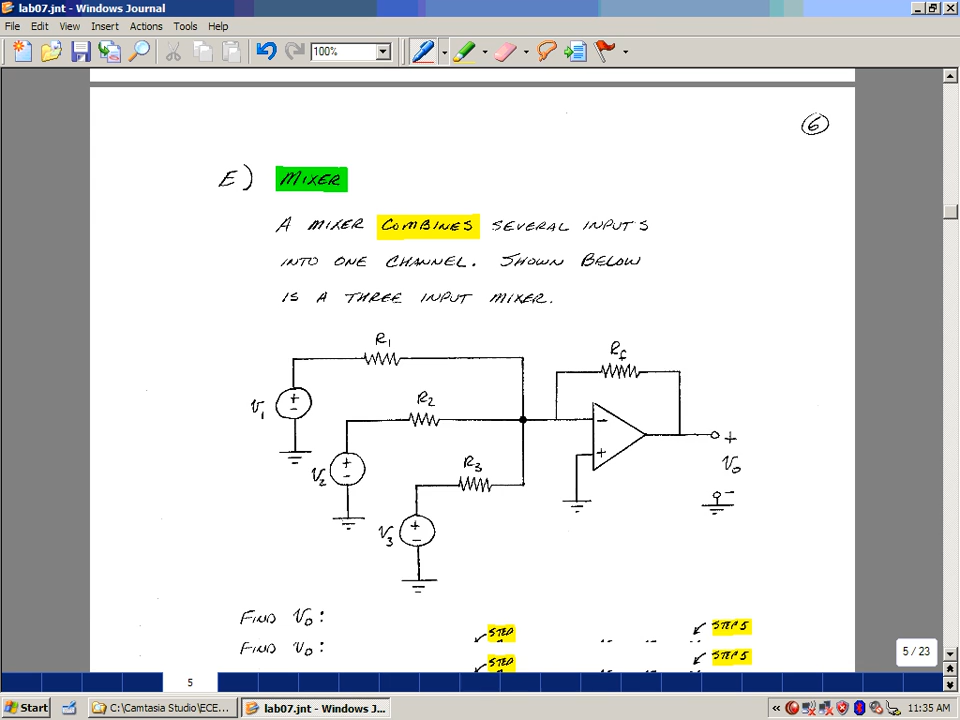 lab07.jnt - Windows Journal
File Edit View Insert Actions Tools Help
100%
6
E) MIXER
A MIXER COMBINES SEVERAL INPUTS
INTO ONE CHANNEL. SHOWN BELOW
IS A THREE INPUT MIXER.
R1
Rf
V1
+
-
R2
-
+
+
Vo
-
V2
+
-
R3
V3
+
-
FIND Vo:
STEP
STEP 5
FIND Vo:
STEP
STEP 5
5 / 23
5
Start
C:\Camtasia Studio\ECE...
lab07.jnt - Windows J...
11:35 AM